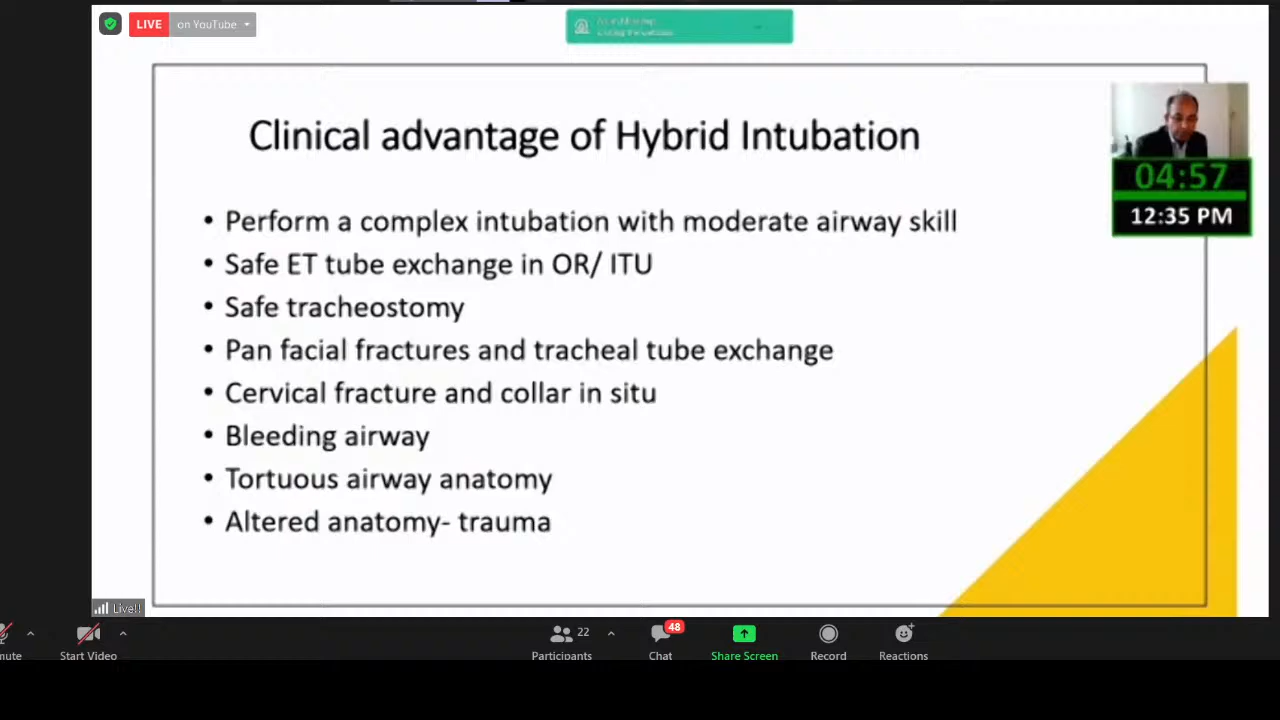 LIVE on YouTube
Clinical advantage of Hybrid Intubation
04:57
12:35 PM
• Perform a complex intubation with moderate airway skill
• Safe ET tube exchange in OR/ ITU
• Safe tracheostomy
• Pan facial fractures and tracheal tube exchange
• Cervical fracture and collar in situ
• Bleeding airway
• Tortuous airway anatomy
• Altered anatomy- trauma
Live!!
22
48
mute
Start Video
Participants
Chat
Share Screen
Record
Reactions